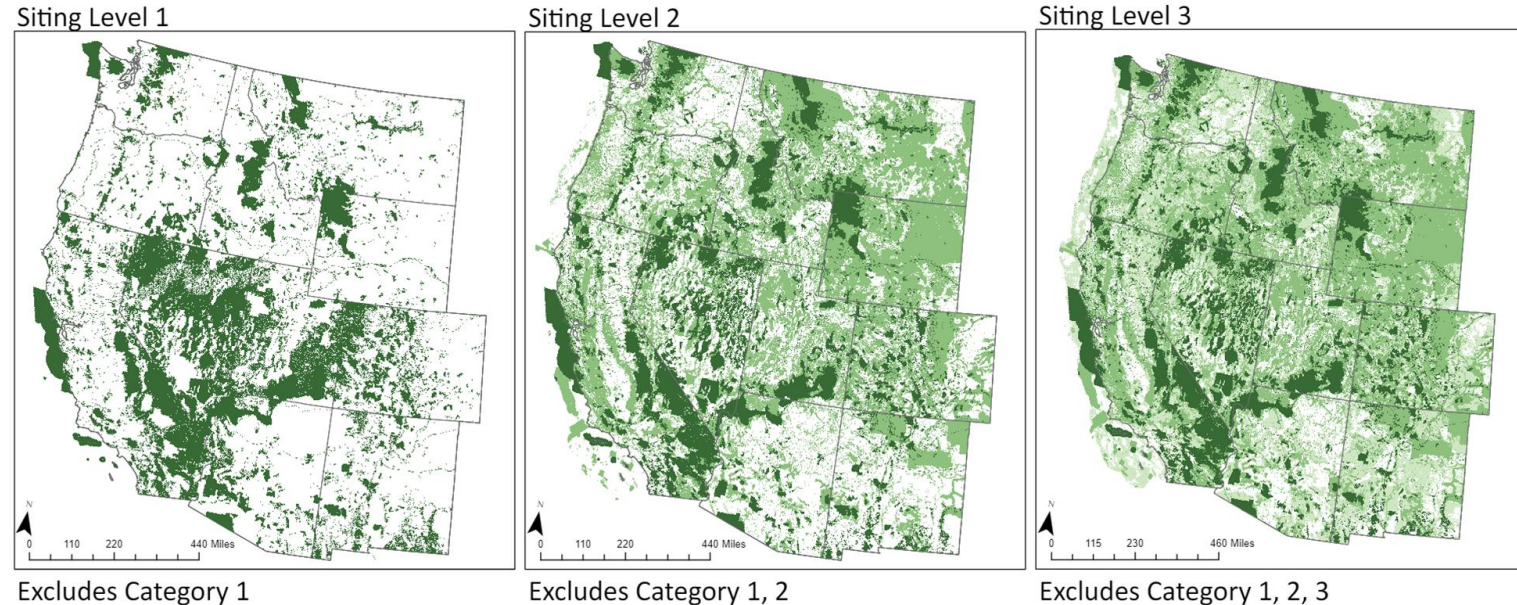 Siting Level 1
Siting Level 2
Siting Level 3
N
0 110 220 440 Miles
N
0 110 220 440 Miles
N
0 115 230 460 Miles
Excludes Category 1
Excludes Category 1, 2
Excludes Category 1, 2, 3